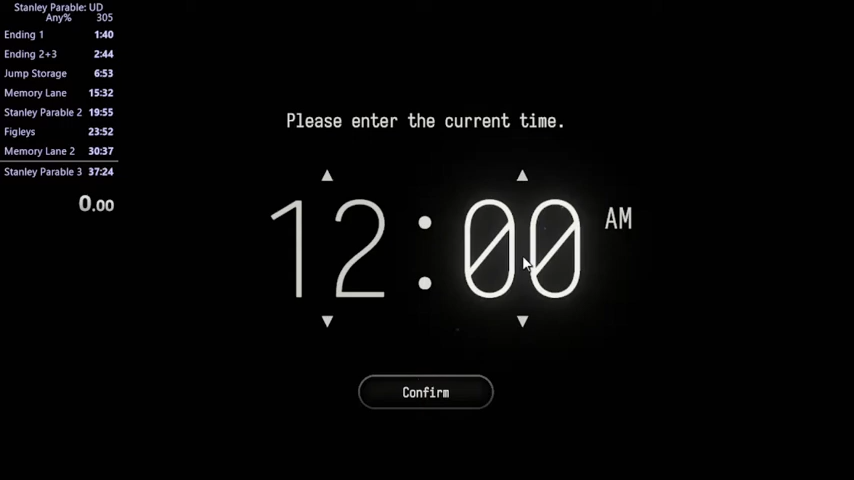 Stanley Parable: UD
Any% 305
Ending 1 1:40
Ending 2+3 2:44
Jump Storage 6:53
Memory Lane 15:32
Stanley Parable 2 19:55
Figleys 23:52
Memory Lane 2 30:37
Stanley Parable 3 37:24
0.00
Please enter the current time.
12:00 AM
Confirm